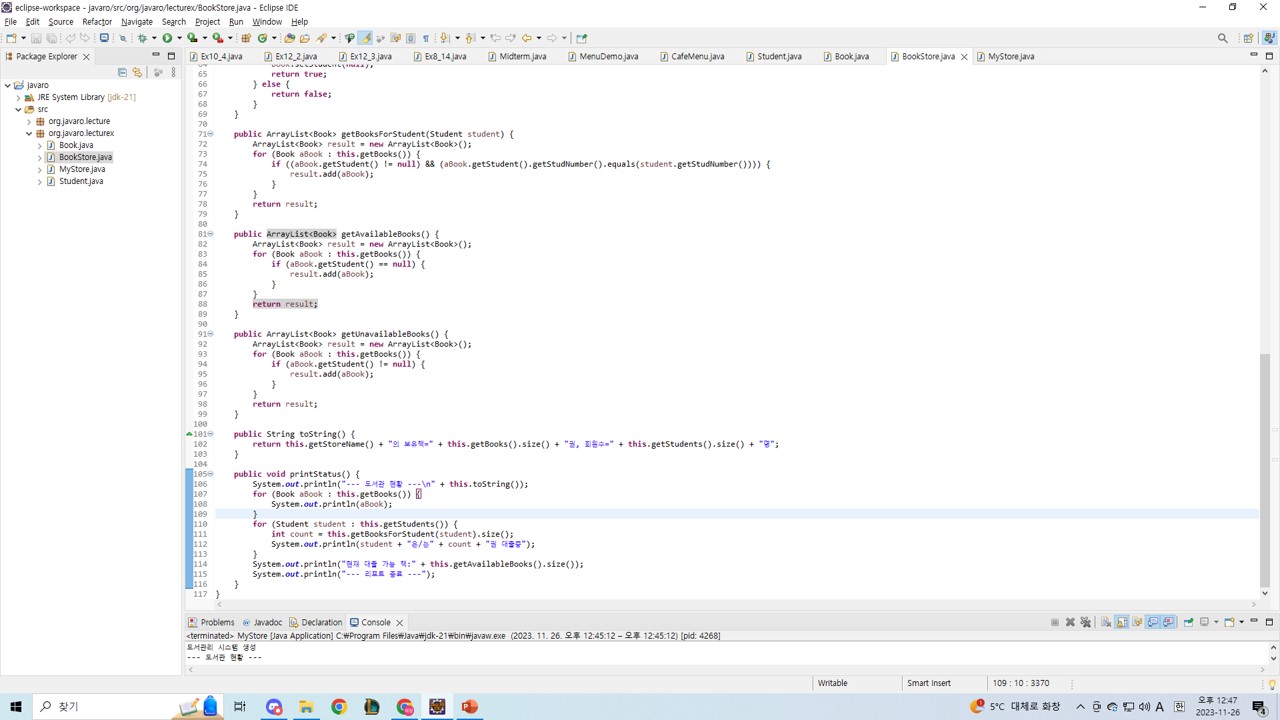 eclipse-workspace - javaro/src/org/javaro/lecturex/BookStore.java - Eclipse IDE
File Edit Source Refactor Navigate Search Project Run Window Help
Package Explorer
Ex10_4.java Ex12_2.java Ex12_3.java Ex8_14.java Midterm.java MenuDemo.java CafeMenu.java Student.java Book.java BookStore.java MyStore.java
javaro
JRE System Library [jdk-21]
src
org.javaro.lecture
org.javaro.lecturex
Book.java
BookStore.java
MyStore.java
Student.java
65 return true;
66 } else {
67 return false;
68 }
69 }
70
71 public ArrayList<Book> getBooksForStudent(Student student) {
72 ArrayList<Book> result = new ArrayList<Book>();
73 for (Book aBook : this.getBooks()) {
74 if ((aBook.getStudent() != null) && (aBook.getStudent().getStudNumber().equals(student.getStudNumber()))) {
75 result.add(aBook);
76 }
77 }
78 return result;
79 }
80
81 public ArrayList<Book> getAvailableBooks() {
82 ArrayList<Book> result = new ArrayList<Book>();
83 for (Book aBook : this.getBooks()) {
84 if (aBook.getStudent() == null) {
85 result.add(aBook);
86 }
87 }
88 return result;
89 }
90
91 public ArrayList<Book> getUnavailableBooks() {
92 ArrayList<Book> result = new ArrayList<Book>();
93 for (Book aBook : this.getBooks()) {
94 if (aBook.getStudent() != null) {
95 result.add(aBook);
96 }
97 }
98 return result;
99 }
100
101 public String toString() {
102 return this.getStoreName() + "의 보유책=" + this.getBooks().size() + "권, 회원수=" + this.getStudents().size() + "명";
103 }
104
105 public void printStatus() {
106 System.out.println("--- 도서관 현황 ---\n" + this.toString());
107 for (Book aBook : this.getBooks()) {
108 System.out.println(aBook);
109 }
110 for (Student student : this.getStudents()) {
111 int count = this.getBooksForStudent(student).size();
112 System.out.println(student + "은/는" + count + "권 대출중");
113 }
114 System.out.println("현재 대출 가능 책:" + this.getAvailableBooks().size());
115 System.out.println("--- 리포트 종료 ---");
116 }
117 }
Problems Javadoc Declaration Console
<terminated> MyStore [Java Application] C:₩Program Files₩Java₩jdk-21₩bin₩javaw.exe (2023. 11. 26. 오후 12:45:12 – 오후 12:45:12) [pid: 4268]
도서관리 시스템 생성
--- 도서관 현황 ---
Writable Smart Insert 109 : 10 : 3370
찾기
5°C 대체로 화창
A 한
오후 12:47
2023-11-26
4